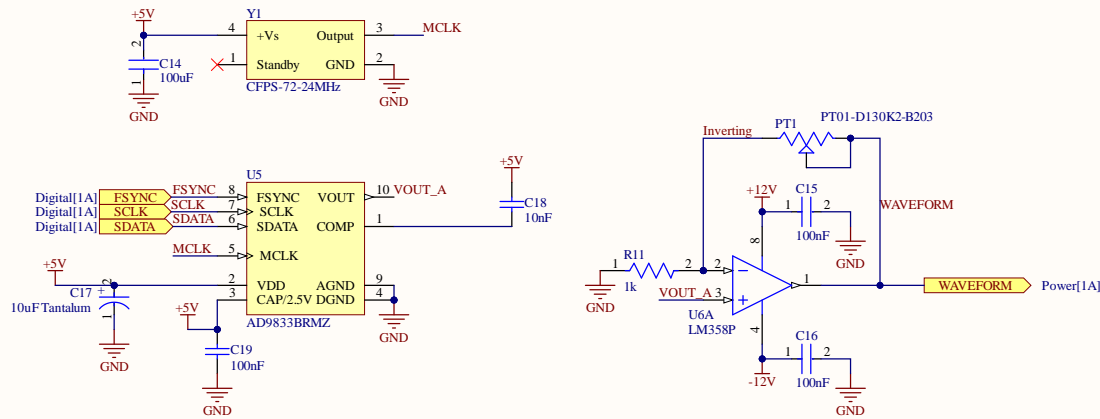 +5V
Y1
4 +Vs Output 3 MCLK
2
C14
100uF
1
1 Standby GND 2
CFPS-72-24MHz
GND
GND
U5
Digital[1A] FSYNC FSYNC 8 FSYNC VOUT 10 VOUT_A
Digital[1A] SCLK SCLK 7 SCLK
Digital[1A] SDATA SDATA 6 SDATA COMP 1
MCLK 5 MCLK
+5V
C18
10nF
+5V
2 VDD AGND 9
3 CAP/2.5V DGND 4
AD9833BRMZ
GND
2
C17 +
10uF Tantalum
1
GND
+5V
C19
100nF
GND
PT1 PT01-D130K2-B203
Inverting
+12V
C15
1 2
100nF
GND
WAVEFORM
8
R11
1 2
1k
GND
2
VOUT_A 3
1
U6A
LM358P
4
WAVEFORM Power[1A]
-12V
C16
1 2
100nF
GND